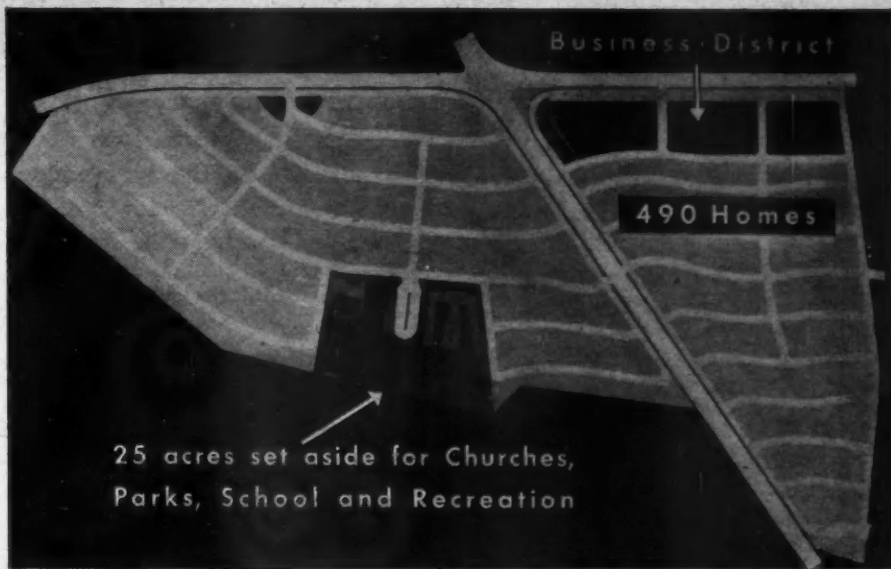 Business District
490 Homes
25 acres set aside for Churches,
Parks, School and Recreation